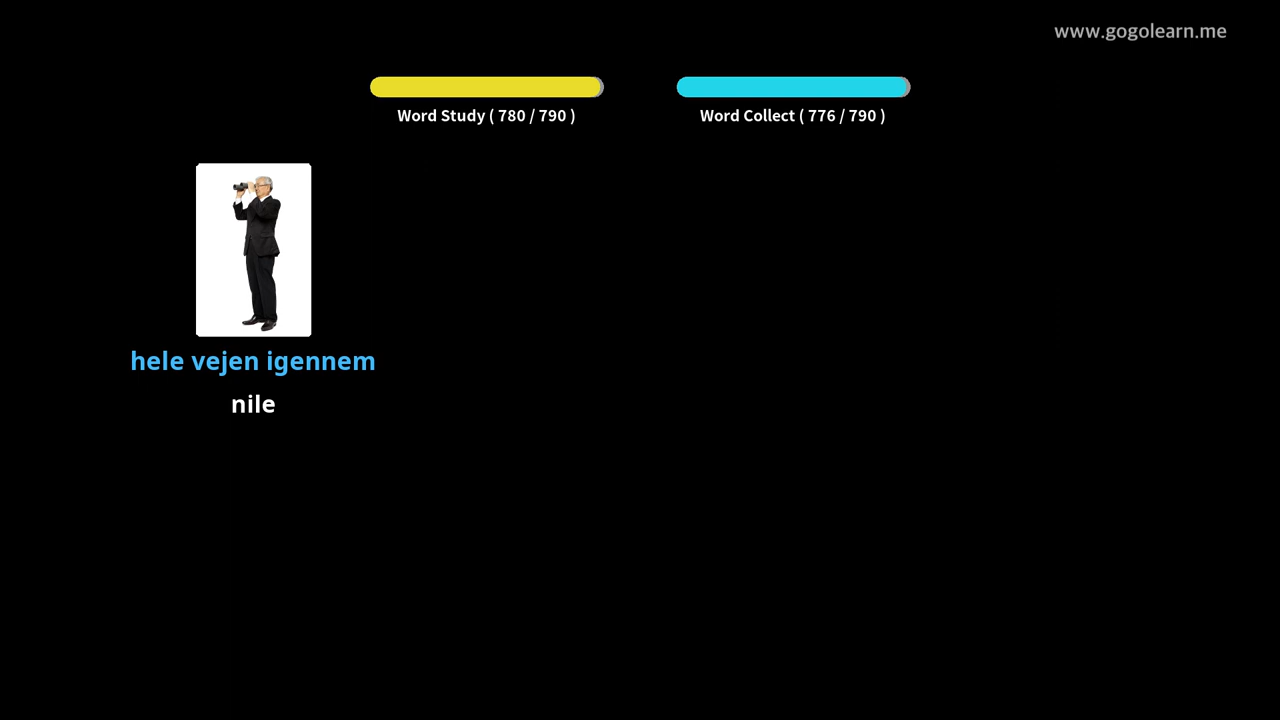 www.gogolearn.me
Word Study ( 780 / 790 )
Word Collect ( 776 / 790 )
hele vejen igennem
nile